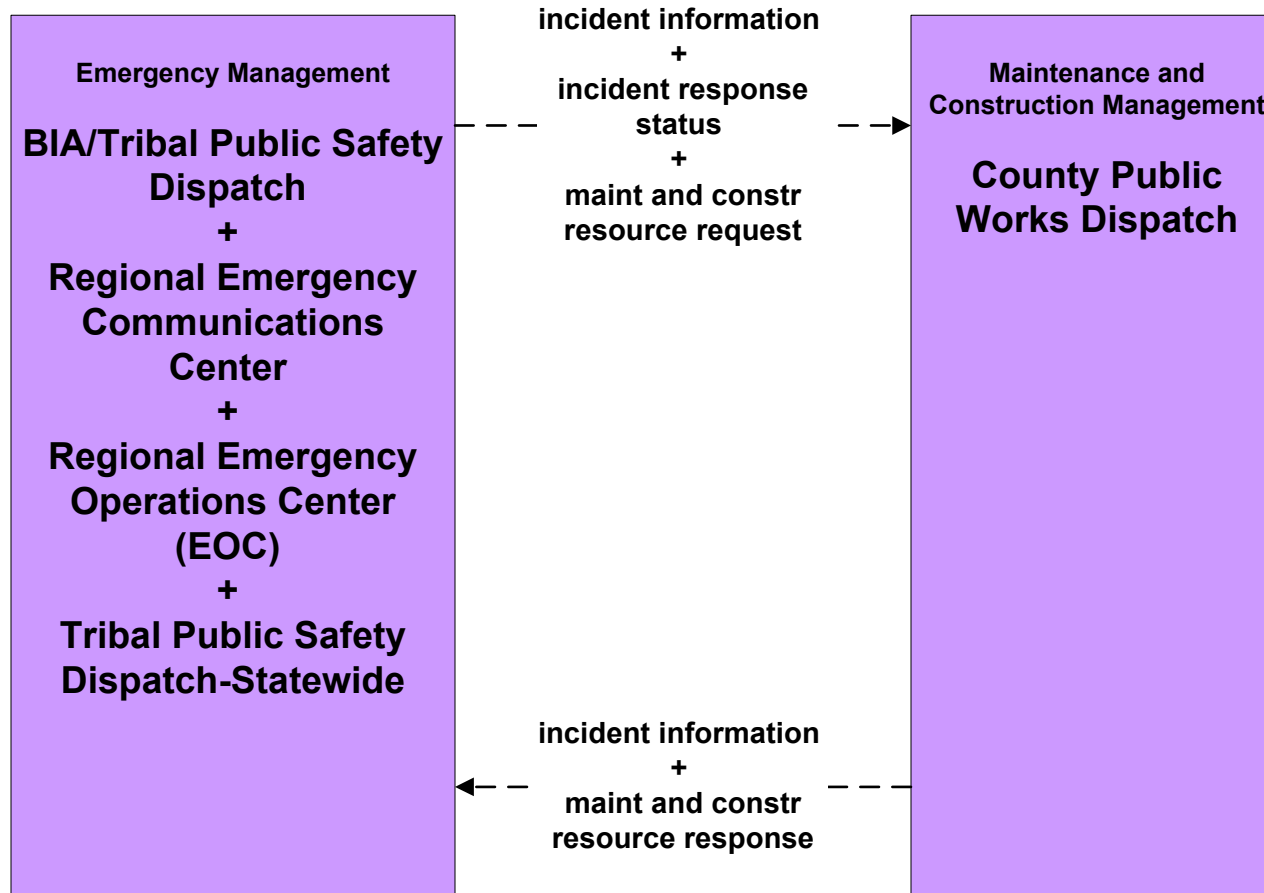 Emergency Management
BIA/Tribal Public Safety
Dispatch
+
Regional Emergency
Communications
Center
+
Regional Emergency
Operations Center
(EOC)
+
Tribal Public Safety
Dispatch-Statewide
incident information
+
incident response
status
+
maint and constr
resource request
incident information
+
maint and constr
resource response
Maintenance and
Construction Management
County Public
Works Dispatch